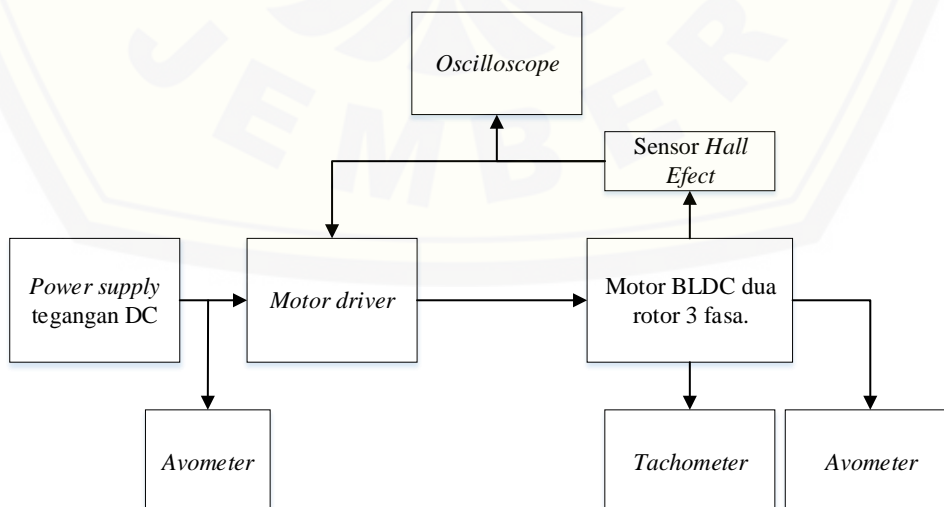 JEMBER
Oscilloscope
Sensor Hall
Efect
Power supply
tegangan DC
Motor driver
Motor BLDC dua
rotor 3 fasa.
Avometer
Tachometer
Avometer